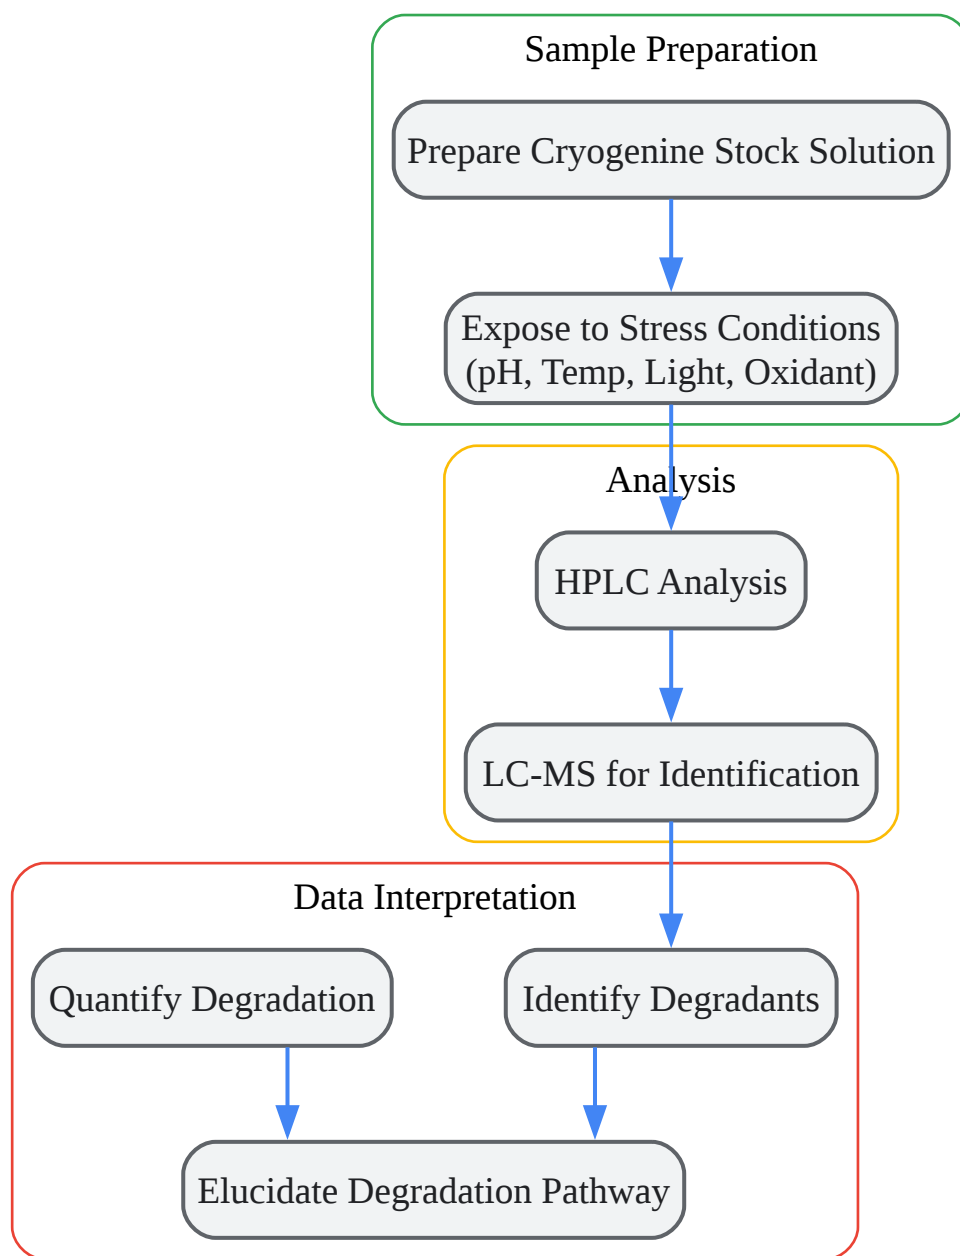 Sample Preparation
Prepare Cryogenine Stock Solution
Expose to Stress Conditions
(pH, Temp, Light, Oxidant)
Analysis
HPLC Analysis
LC-MS for Identification
Data Interpretation
Quantify Degradation
Identify Degradants
Elucidate Degradation Pathway